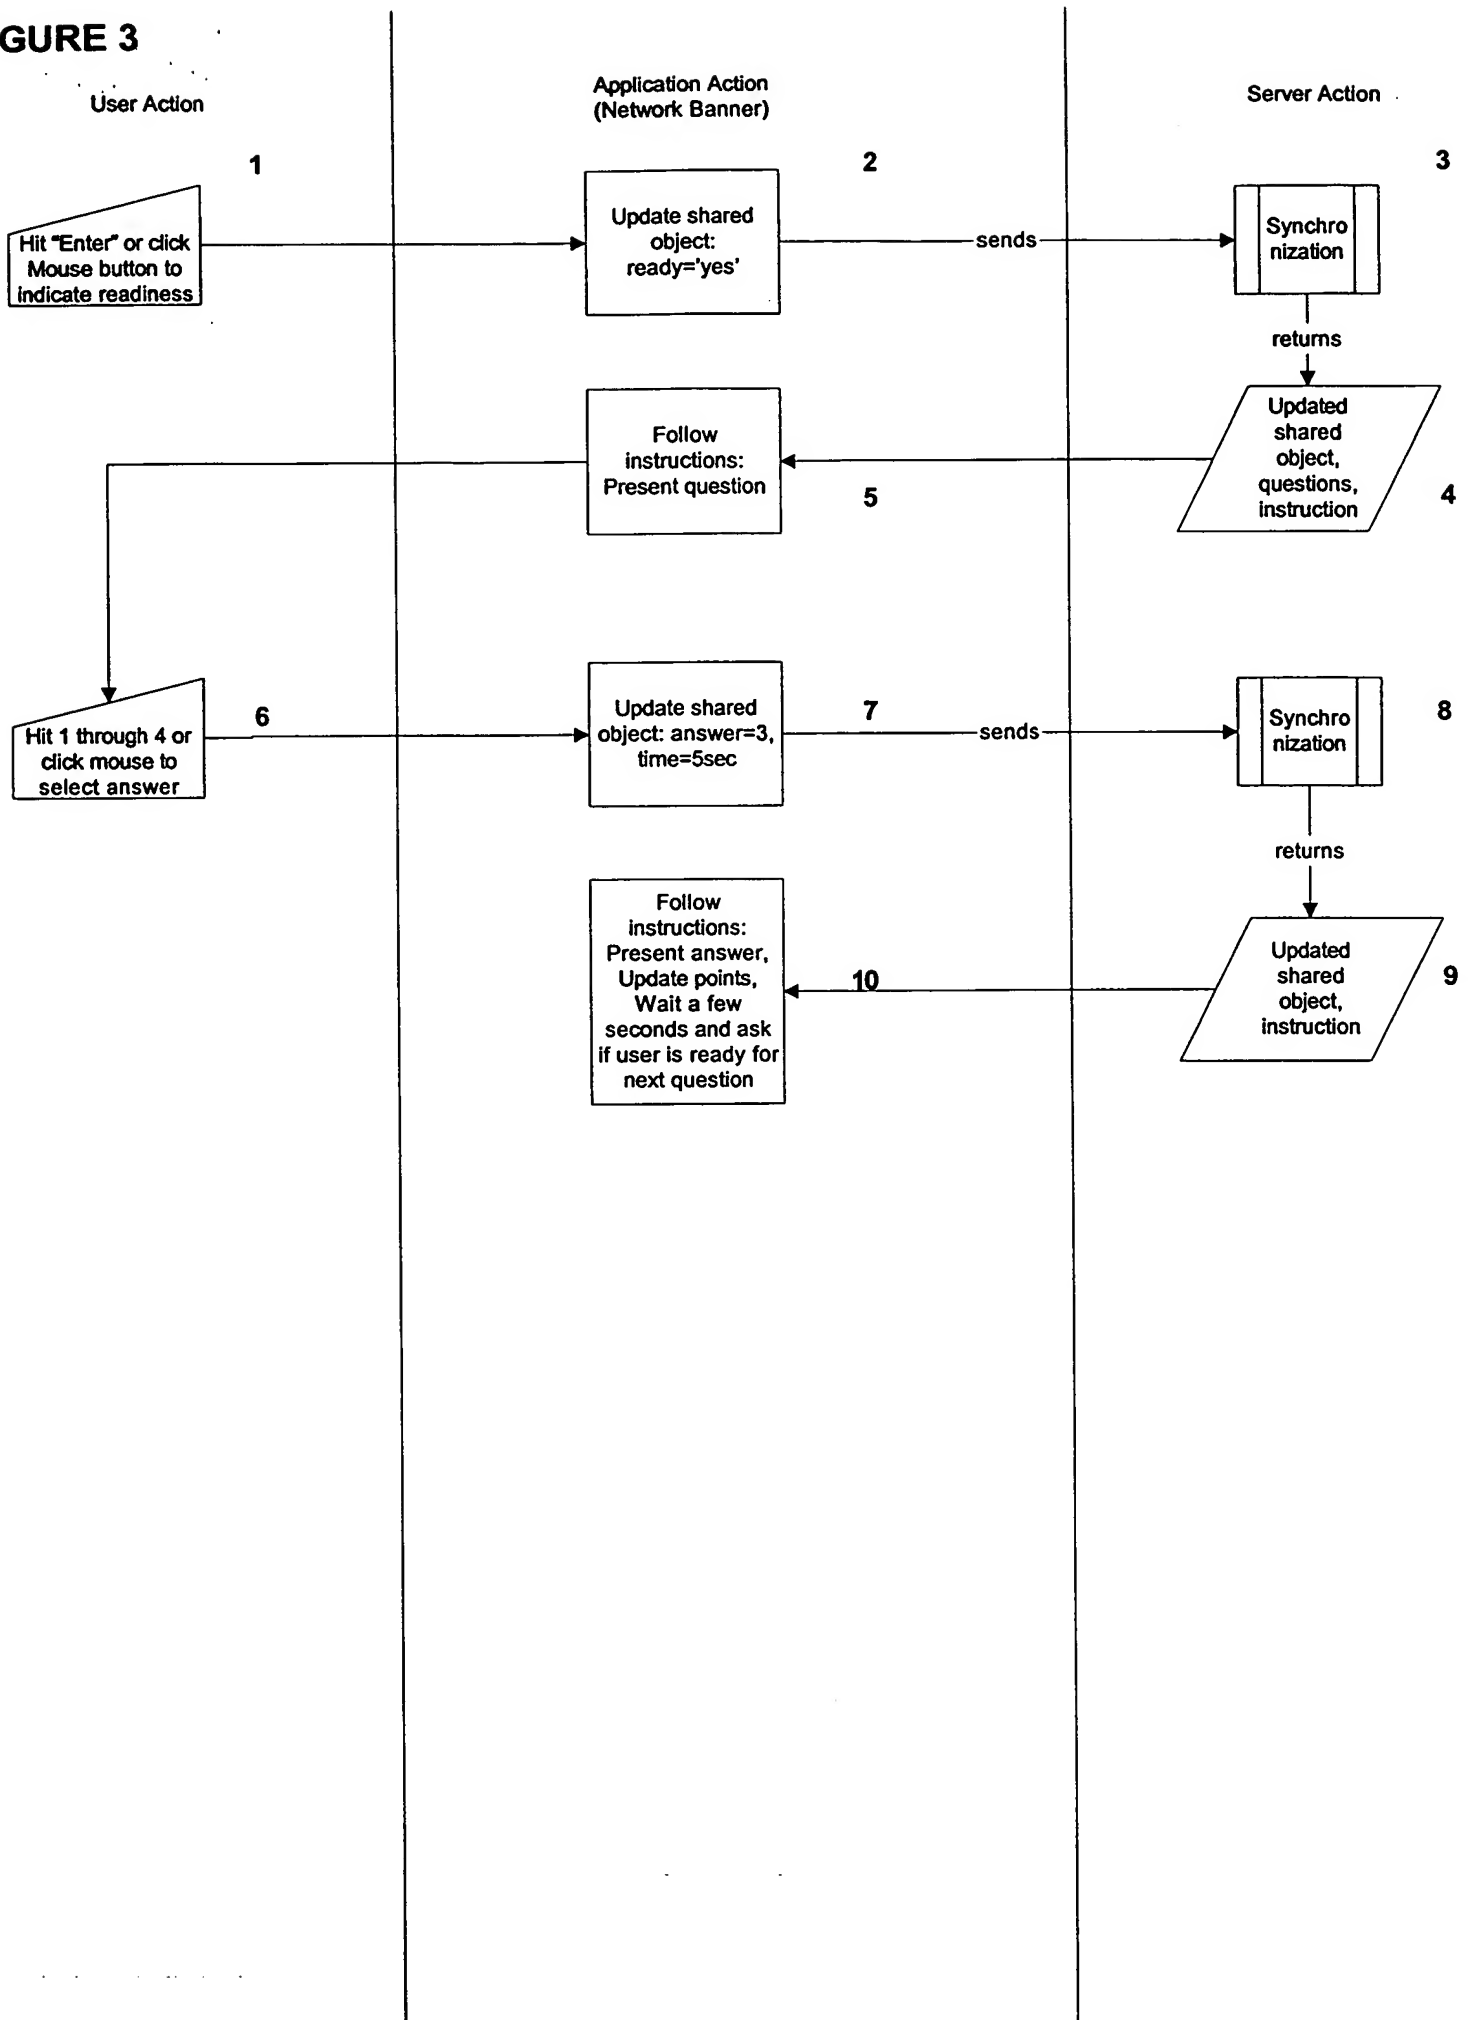 GURE 3
User Action
Application Action
(Network Banner)
Server Action
1
2
3
Hit "Enter" or click
Mouse button to
indicate readiness
Update shared
object:
ready='yes'
sends
Synchro
nization
returns
Follow
instructions:
Present question
5
Updated
shared
object,
questions,
instruction
4
Hit 1 through 4 or
click mouse to
select answer
6
Update shared
object: answer=3,
time=5sec
7
sends
Synchro
nization
8
returns
Follow
instructions:
Present answer,
Update points,
Wait a few
seconds and ask
if user is ready for
next question
10
Updated
shared
object,
instruction
9